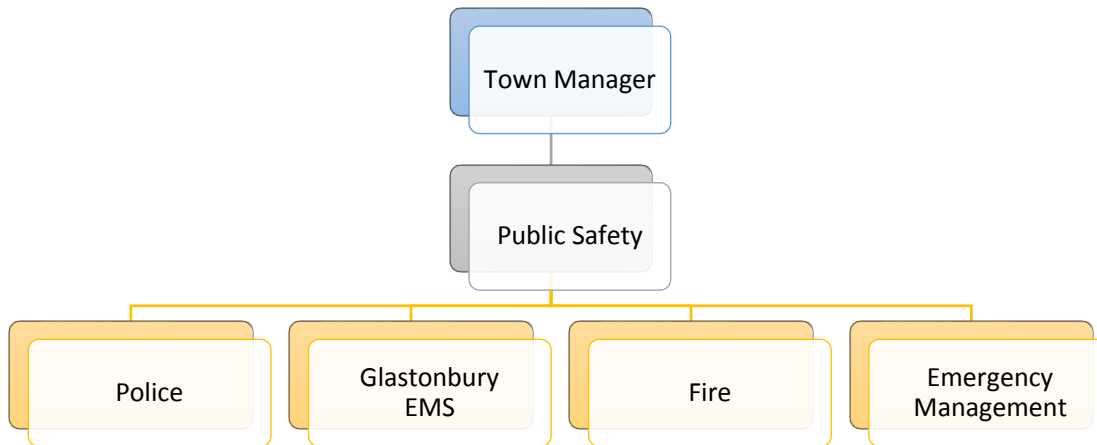 Town Manager
Public Safety
Police
Glastonbury
EMS
Fire
Emergency
Management